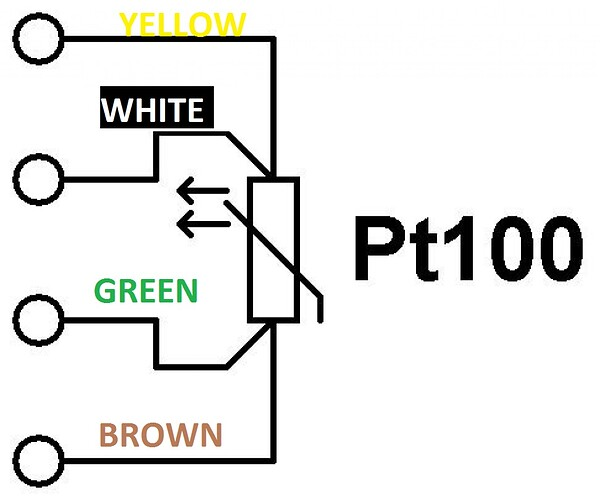 YELLOW
WHITE
Pt100
GREEN
BROWN